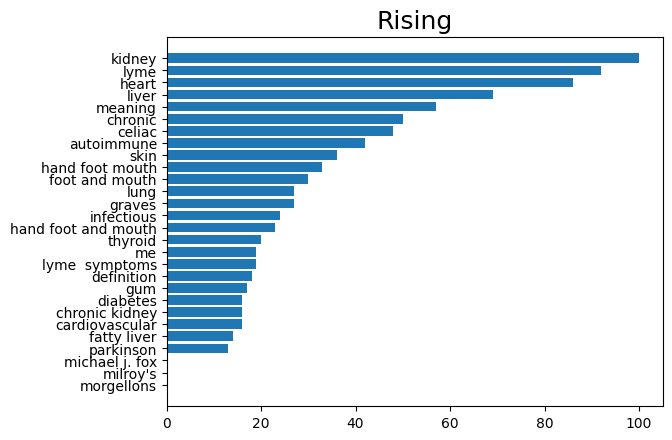 Rising
kidney
lyme
heart
liver
meaning
chronic
celiac
autoimmune
skin
hand foot mouth
foot and mouth
lung
graves
infectious
hand foot and mouth
thyroid
me
lyme  symptoms
definition
gum
diabetes
chronic kidney
cardiovascular
fatty liver
parkinson
michael j. fox
milroy's
morgellons
0 20 40 60 80 100